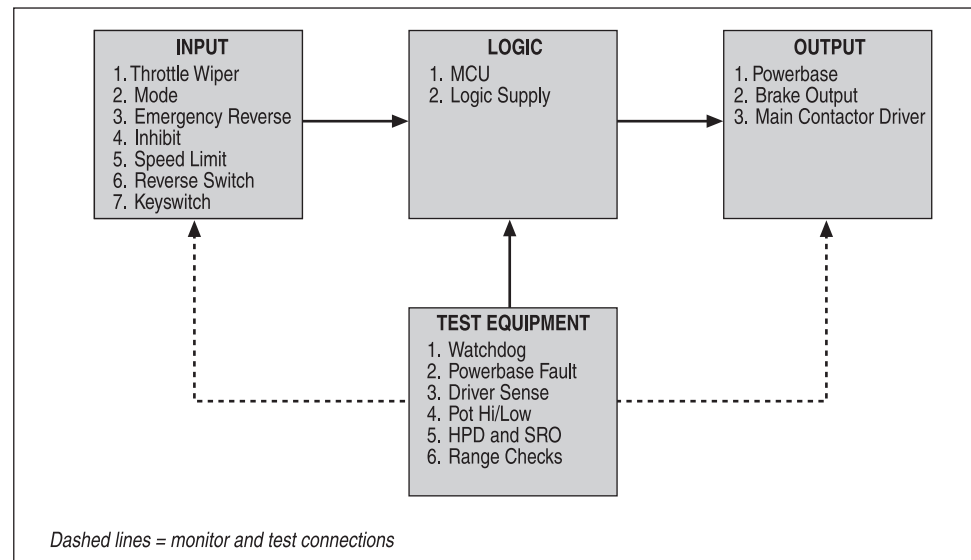 INPUT
1. Throttle Wiper
2. Mode
3. Emergency Reverse
4. Inhibit
5. Speed Limit
6. Reverse Switch
7. Keyswitch
LOGIC
1. MCU
2. Logic Supply
OUTPUT
1. Powerbase
2. Brake Output
3. Main Contactor Driver
TEST EQUIPMENT
1. Watchdog
2. Powerbase Fault
3. Driver Sense
4. Pot Hi/Low
5. HPD and SRO
6. Range Checks
Dashed lines = monitor and test connections